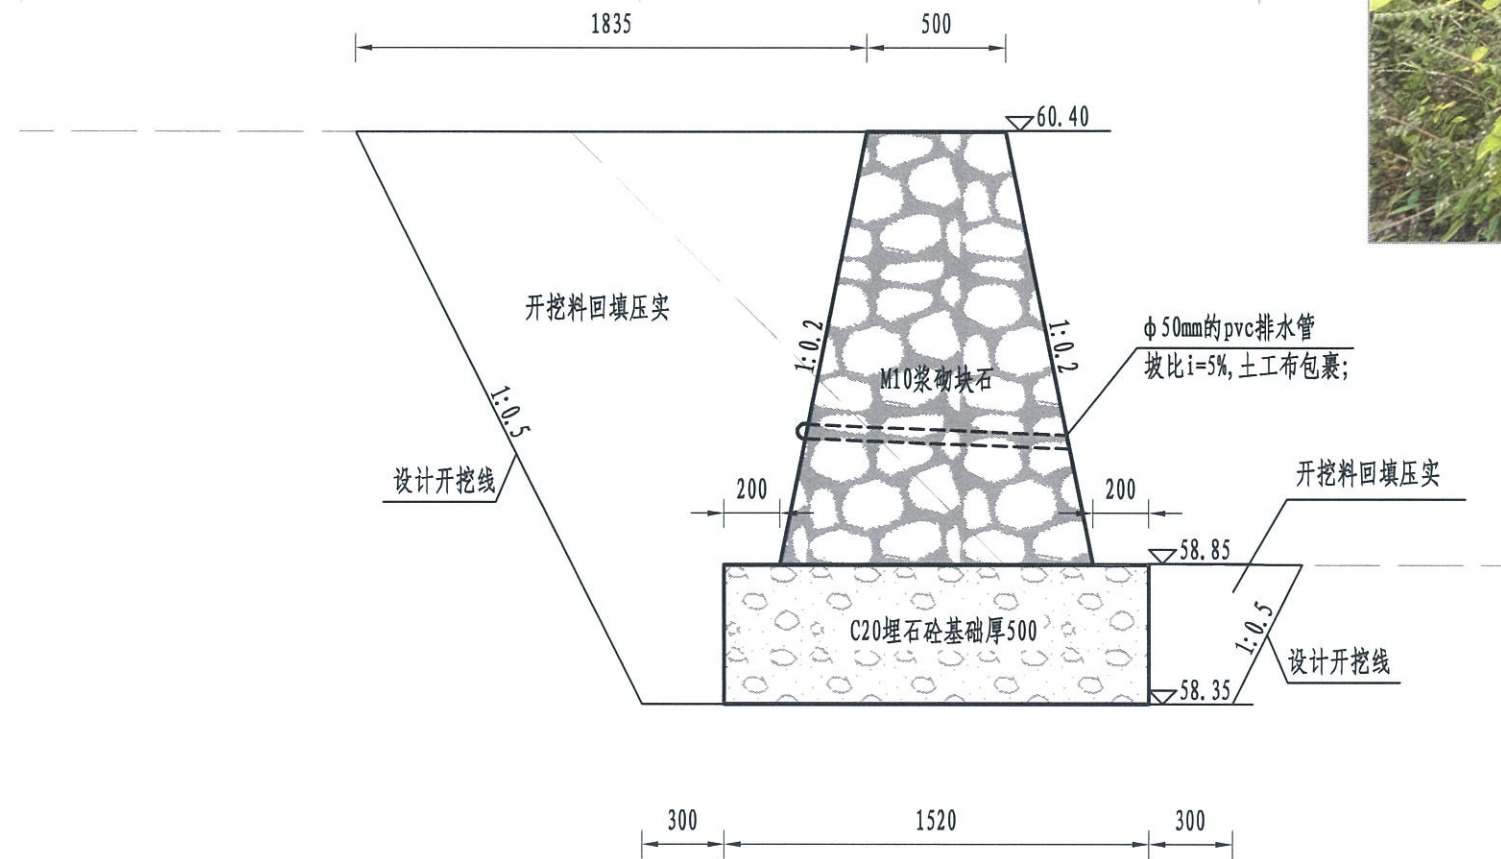 1835
500
60.40
开挖料回填压实
1:0.2
1:0.2
φ50mm的pvc排水管
坡比i=5%,土工布包裹;
M10浆砌块石
1:0.5
设计开挖线
200
200
开挖料回填压实
58.85
C20埋石砼基础厚500
1:0.5
设计开挖线
58.35
300
1520
300